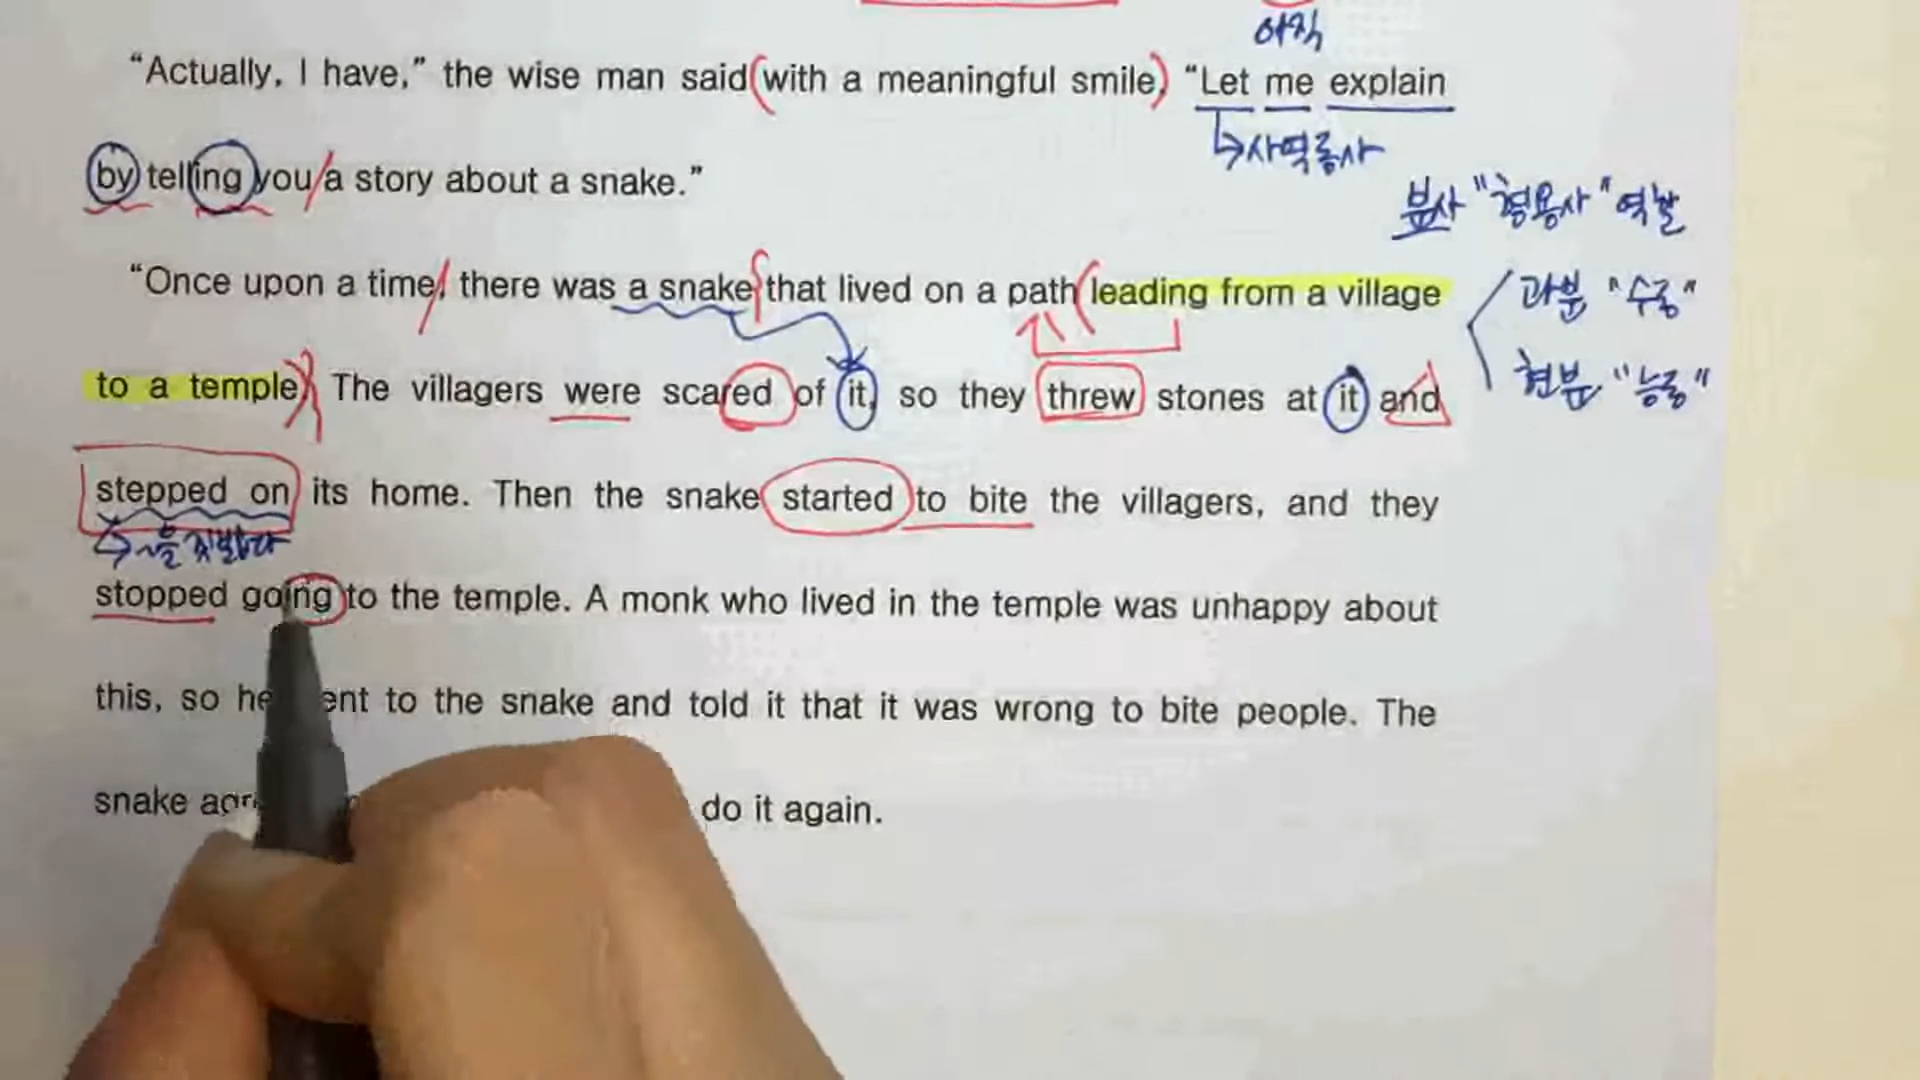 "Actually, I have," the wise man said with a meaningful smile, "Let me explain
→사역동사
by telling you a story about a snake."
분사 "형용사" 역할
"Once upon a time, there was a snake that lived on a path leading from a village
과분 "수동"
to a temple. The villagers were scared of it, so they threw stones at it and
현분 "능동"
stepped on its home. Then the snake started to bite the villagers, and they
→~을 짓밟다
stopped going to the temple. A monk who lived in the temple was unhappy about
this, so he ent to the snake and told it that it was wrong to bite people. The
snake agr do it again.